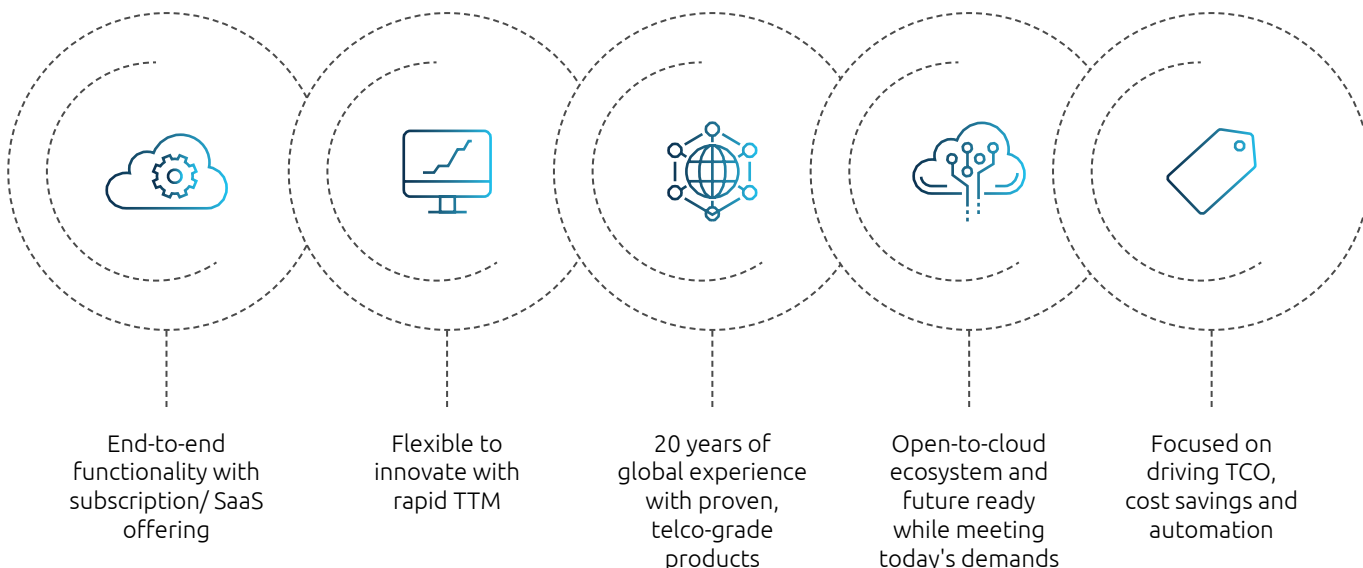 End-to-end
functionality with
subscription/ SaaS
offering
Flexible to
innovate with
rapid TTM
20 years of
global experience
with proven,
telco-grade
products
Open-to-cloud
ecosystem and
future ready
while meeting
today's demands
Focused on
driving TCO,
cost savings and
automation